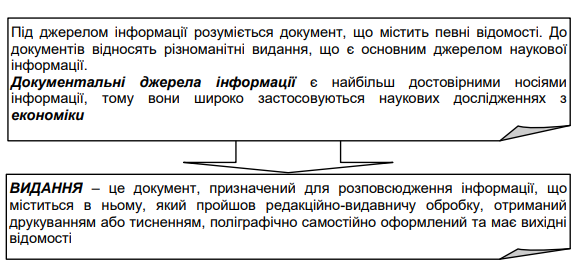 Під джерелом інформації розуміється документ, що містить певні відомості. До
документів відносять різноманітні видання, що є основним джерелом наукової
інформації.
Документальні джерела інформації є найбільш достовірними носіями
інформації, тому вони широко застосовуються наукових дослідженнях з
економіки
ВИДАННЯ – це документ, призначений для розповсюдження інформації, що
міститься в ньому, який пройшов редакційно-видавничу обробку, отриманий
друкуванням або тисненням, поліграфічно самостійно оформлений та має вихідні
відомості